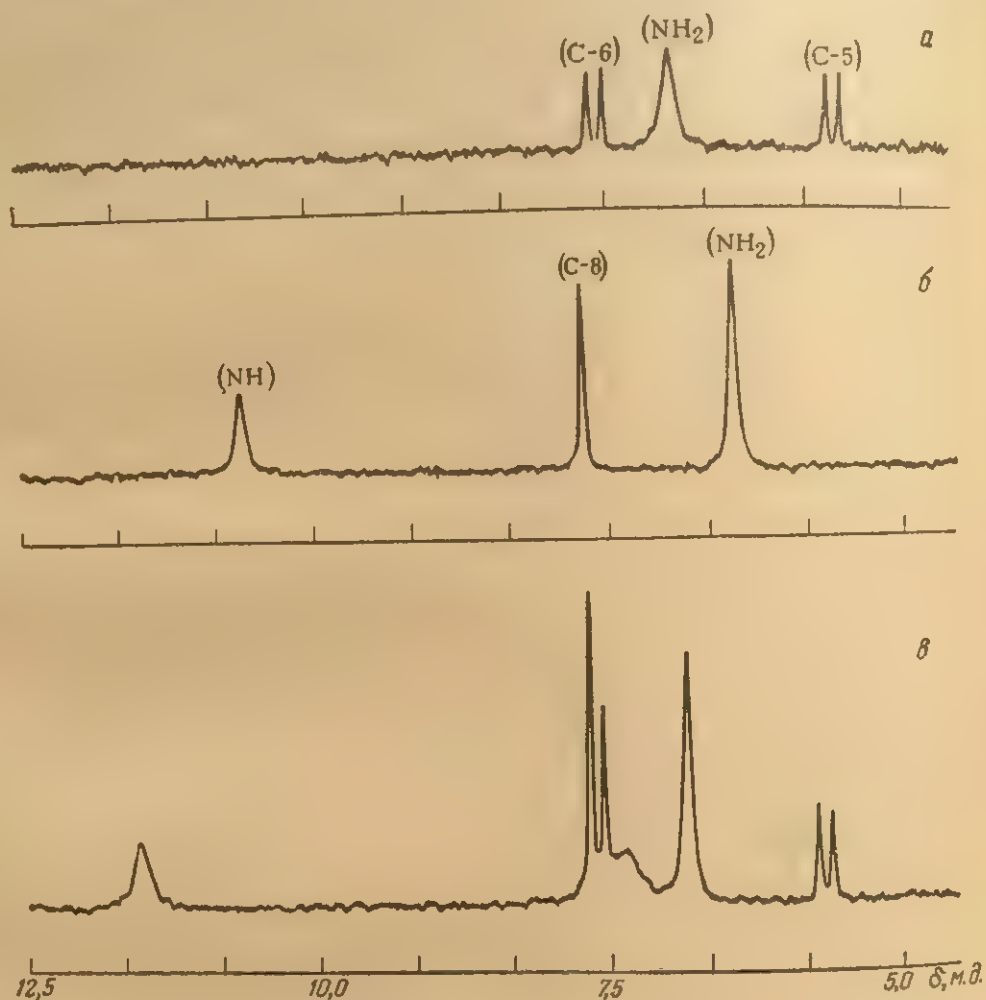 (C-6) (NH₂) (C-5) а
(C-8) (NH₂) б
(NH)
в
12,5 10,0 7,5 5,0 δ, м.д.